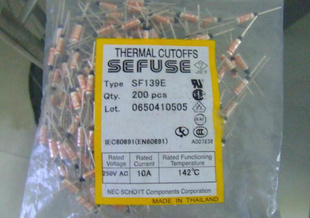 THERMAL CUTOFFS
SEFUSE
Type SF139E
Qty. 200 pcs
Lot. 0650410505
IEC60691(EN60691)
Rated Voltage Rated Current Rated Functioning Temperature
250V AC 10A 142℃
NEC SCHOTT Components Corporation
MADE IN THAILAND